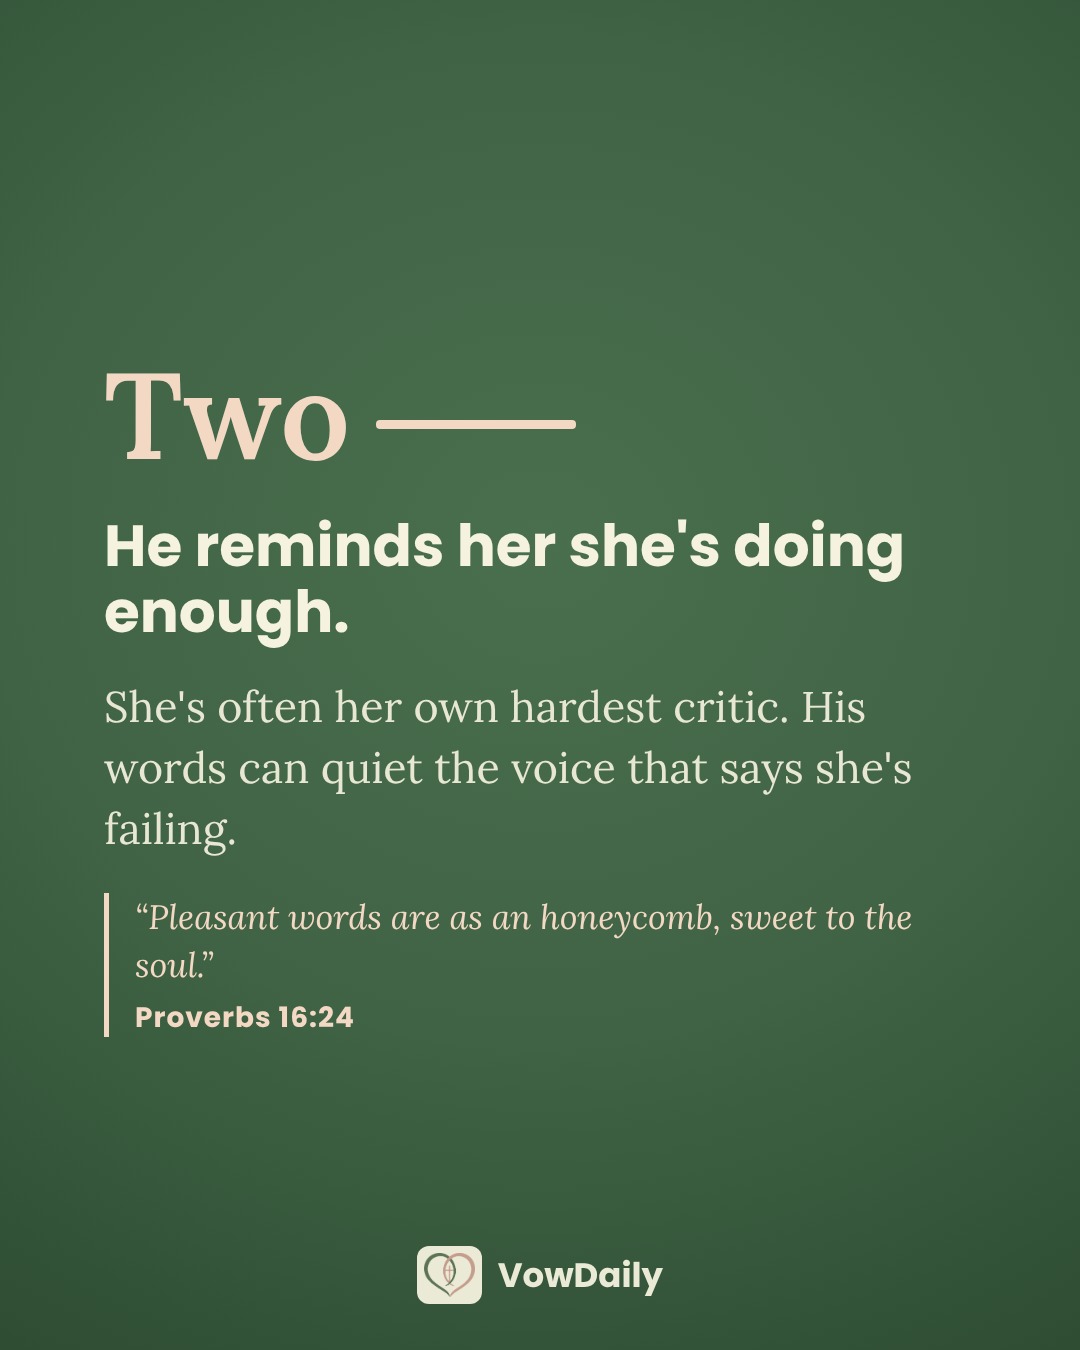 Two
He reminds her she's doing
enough.
She's often her own hardest critic. His
words can quiet the voice that says she's
failing.
“Pleasant words are as an honeycomb, sweet to the
soul.”
Proverbs 16:24
VowDaily